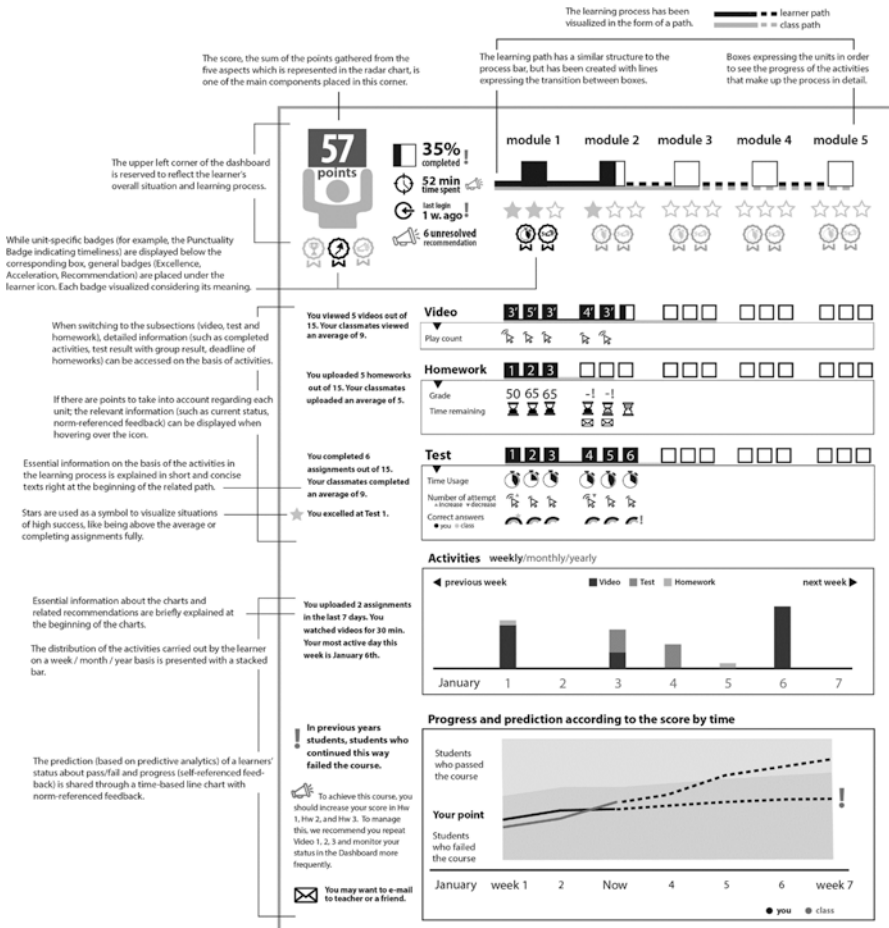 The learning process has been
visualized in the form of a path.
learner path
class path
The score, the sum of the points gathered from the
five aspects which is represented in the radar chart, is
one of the main components placed in this corner.
The learning path has a similar structure to the
process bar, but has been created with lines
expressing the transition between boxes.
Boxes expressing the units in order
to see the progress of the activities
that make up the process in detail.
The upper left corner of the dashboard
is reserved to reflect the learner's
overall situation and learning process.
57
points
35%
completed
!
52 min
time spent
last login
1 w. ago
!
6 unresolved
recommendation
module 1
module 2
module 3
module 4
module 5
While unit-specific badges (for example, the Punctuality
Badge indicating timeliness) are displayed below the
corresponding box, general badges (Excellence,
Acceleration, Recommendation) are placed under the
learner icon. Each badge visualized considering its meaning.
When switching to the subsections (video, test and
homework), detailed information (such as completed
activities, test result with group result, deadline of
homeworks) can be accessed on the basis of activities.
You viewed 5 videos out of
15. Your classmates viewed
an average of 9.
Video
3' 5' 3' 4' 3'
Play count
If there are points to take into account regarding each
unit; the relevant information (such as current status,
norm-referenced feedback) can be displayed when
hovering over the icon.
You uploaded 5 homeworks
out of 15. Your classmates
uploaded an average of 5.
Homework
1 2 3
Grade
50 65 65 -! -!
Time remaining
Essential information on the basis of the activities in
the learning process is explained in short and concise
texts right at the beginning of the related path.
You completed 6
assignments out of 15.
Your classmates completed
an average of 9.
Test
1 2 3 4 5 6
Time Usage
Number of attempt
+increase ▾decrease
Correct answers
● you ● class
!
Stars are used as a symbol to visualize situations
of high success, like being above the average or
completing assignments fully.
You excelled at Test 1.
Activities weekly/monthly/yearly
◀ previous week
Video Test Homework
next week ▶
Essential information about the charts and
related recommendations are briefly explained at
the beginning of the charts.
You uploaded 2 assignments
in the last 7 days. You
watched videos for 30 min.
Your most active day this
week is January 6th.
The distribution of the activities carried out by the learner
on a week / month / year basis is presented with a stacked
bar.
January 1 2 3 4 5 6 7
Progress and prediction according to the score by time
! In previous years
students, students who
continued this way
failed the course.
The prediction (based on predictive analytics) of a learners'
status about pass/fail and progress (self-referenced feed-
back) is shared through a time-based line chart with
norm-referenced feedback.
To achieve this course, you
should increase your score in Hw
1, Hw 2, and Hw 3. To manage
this, we recommend you repeat
Video 1, 2, 3 and monitor your
status in the Dashboard more
frequently.
You may want to e-mail
to teacher or a friend.
Students
who passed
the course
Your point
Students
who failed
the course
!
January week 1 2 Now 4 5 6 week 7
● you ● class